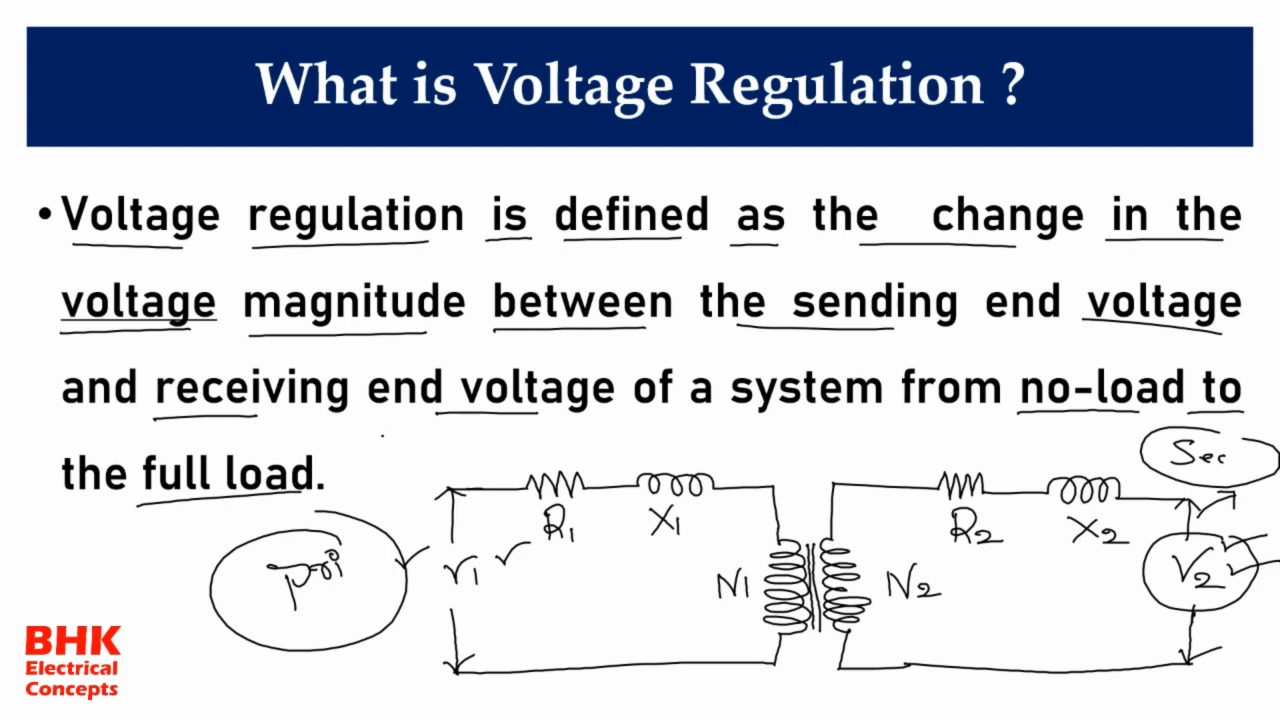 What is Voltage Regulation ?
• Voltage regulation is defined as the change in the
voltage magnitude between the sending end voltage
and receiving end voltage of a system from no-load to
the full load.
Sec
R1 X1 R2 X2
pri V1 N1 N2 V2
BHK
Electrical
Concepts